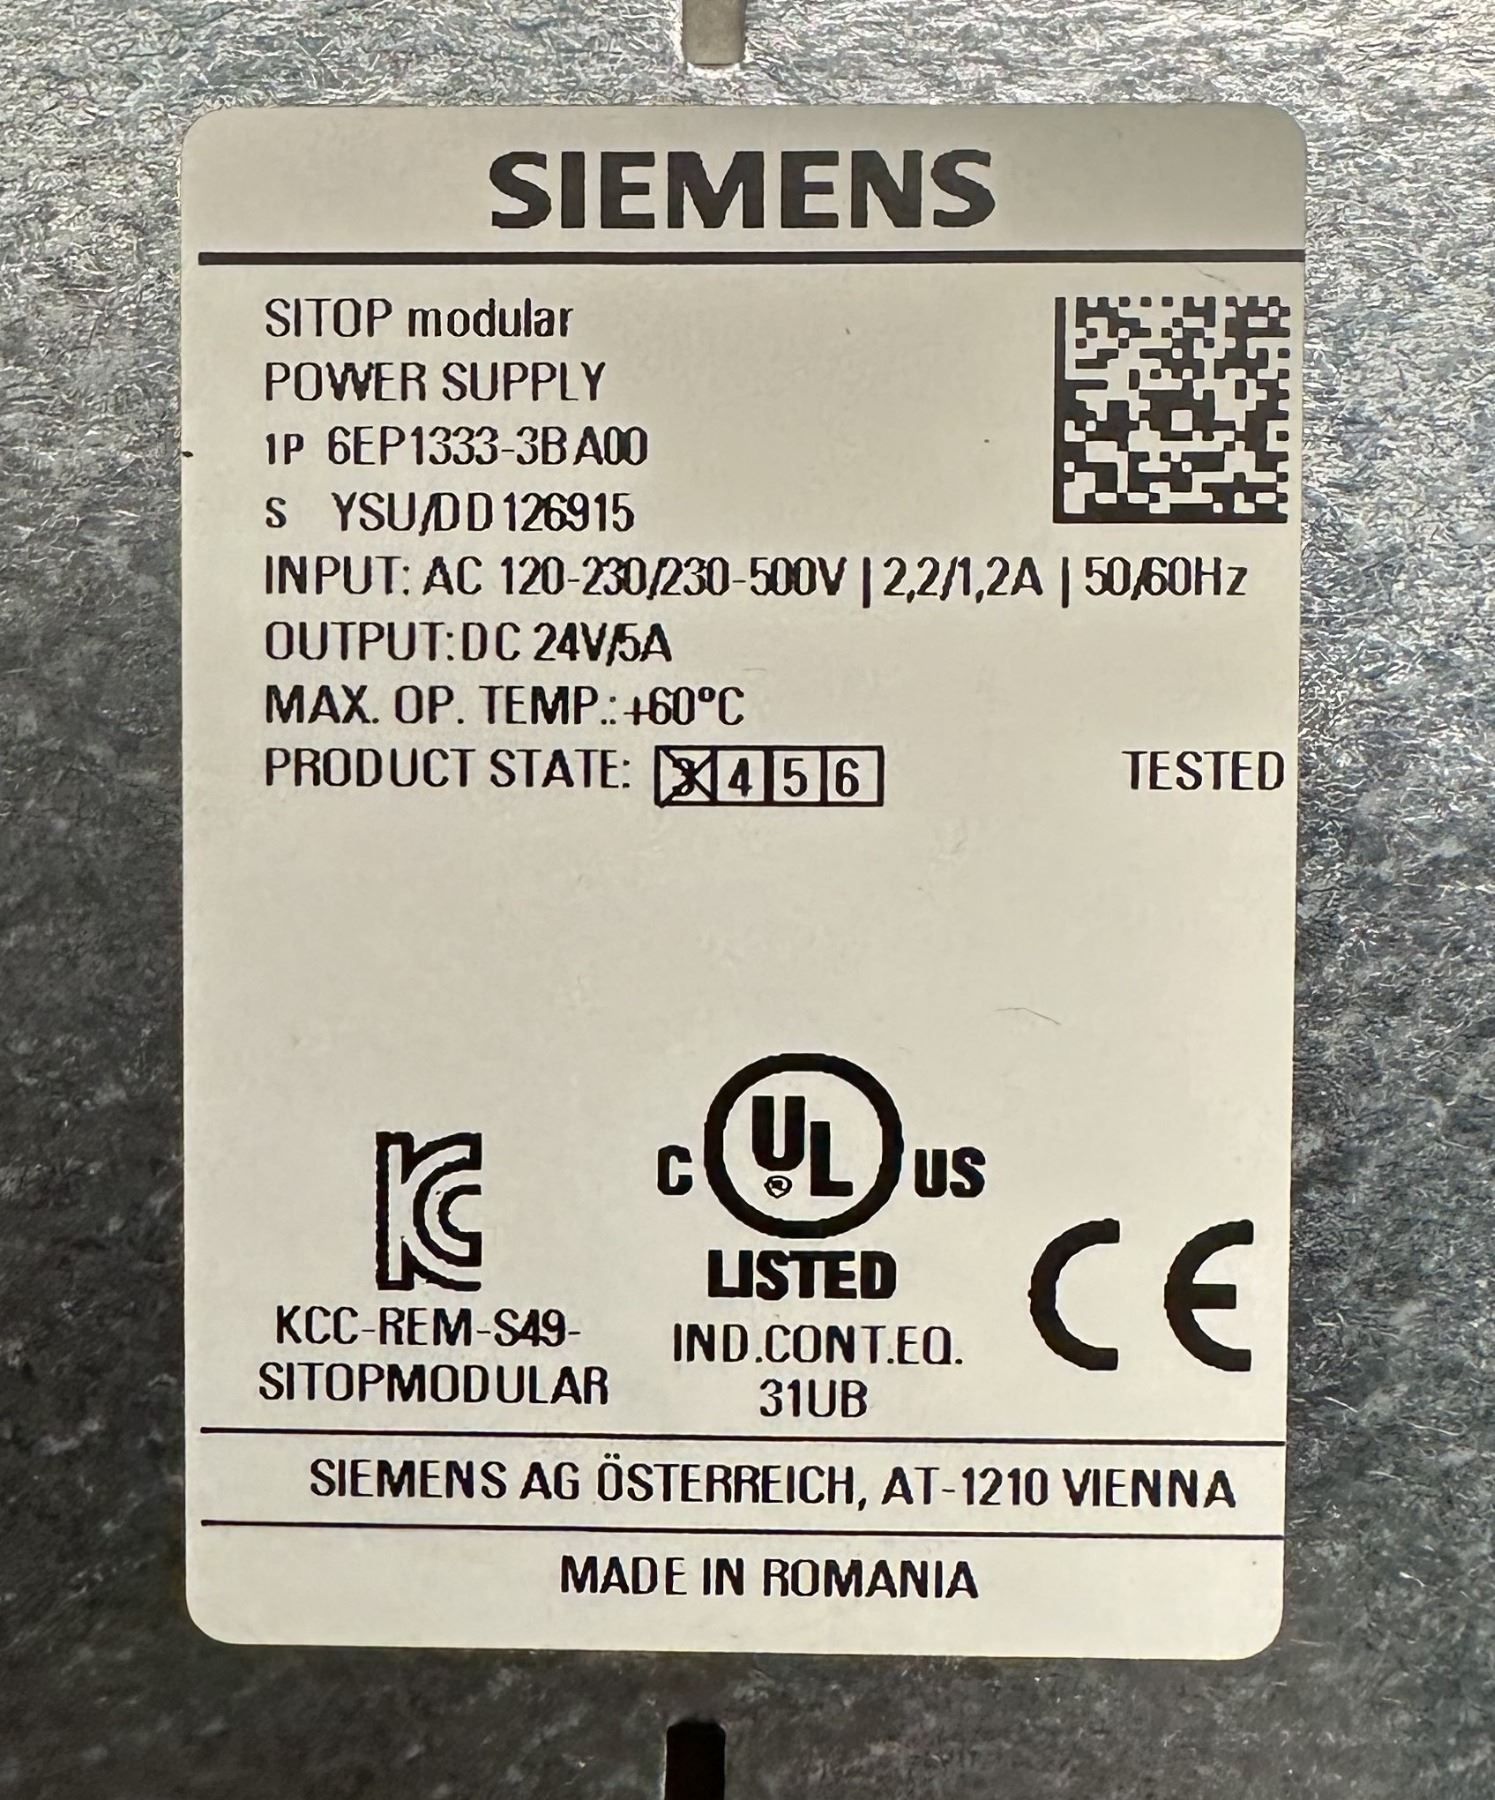 SIEMENS
SITOP modular
POWER SUPPLY
1P 6EP1333-3BA00
S YSU/DD126915
INPUT: AC 120-230/230-500V | 2,2/1,2A | 50/60Hz
OUTPUT:DC 24V/5A
MAX. OP. TEMP.: +60°C
PRODUCT STATE: 3 4 5 6 TESTED
C UL US
LISTED
IND.CONT.EQ.
31UB
KC
KCC-REM-S49-
SITOPMODULAR
CE
SIEMENS AG ÖSTERREICH, AT-1210 VIENNA
MADE IN ROMANIA